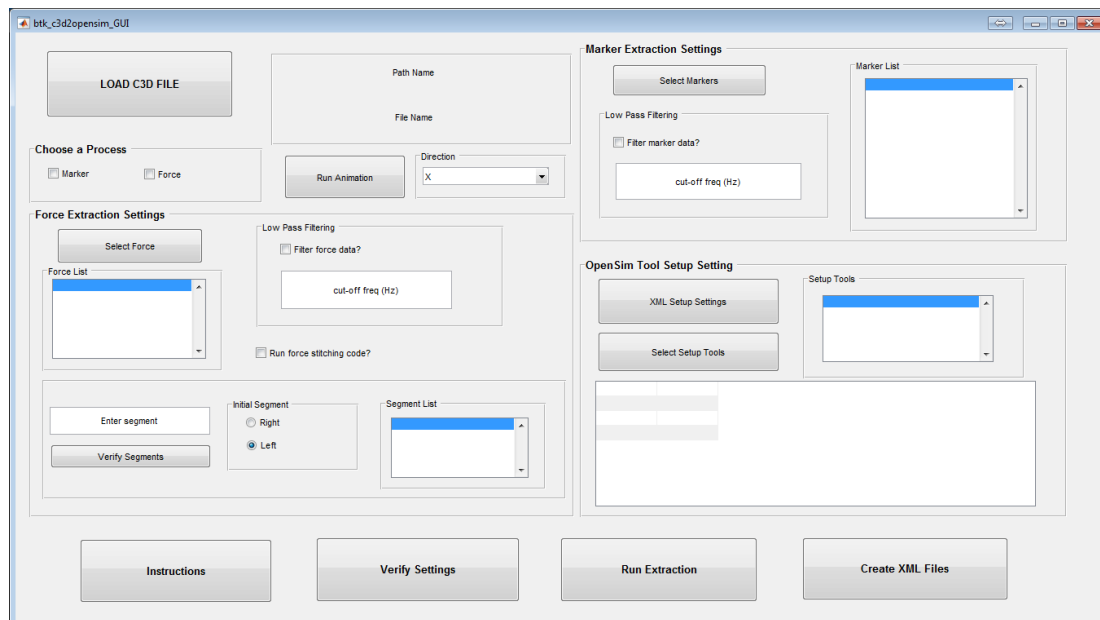 btk_c3d2opensim_GUI
LOAD C3D FILE
Path Name
File Name
Choose a Process
Marker
Force
Run Animation
Direction
X
Force Extraction Settings
Select Force
Force List
Low Pass Filtering
Filter force data?
cut-off freq (Hz)
Run force stitching code?
Enter segment
Verify Segments
Initial Segment
Right
Left
Segment List
Marker Extraction Settings
Select Markers
Low Pass Filtering
Filter marker data?
cut-off freq (Hz)
Marker List
OpenSim Tool Setup Setting
XML Setup Settings
Select Setup Tools
Setup Tools
Instructions
Verify Settings
Run Extraction
Create XML Files